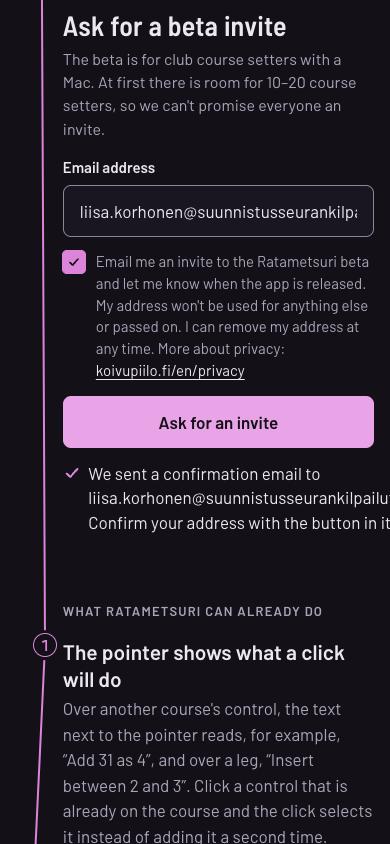 Ask for a beta invite
The beta is for club course setters with a
Mac. At first there is room for 10–20 course
setters, so we can't promise everyone an
invite.
Email address
liisa.korhonen@suunnistusseurankilpa
Email me an invite to the Ratametsuri beta
and let me know when the app is released.
My address won't be used for anything else
or passed on. I can remove my address at
any time. More about privacy:
koivupiilo.fi/en/privacy
Ask for an invite
We sent a confirmation email to
liisa.korhonen@suunnistusseurankilpailu
Confirm your address with the button in it
WHAT RATAMETSURI CAN ALREADY DO
1
The pointer shows what a click
will do
Over another course's control, the text
next to the pointer reads, for example,
“Add 31 as 4”, and over a leg, “Insert
between 2 and 3”. Click a control that is
already on the course and the click selects
it instead of adding it a second time.